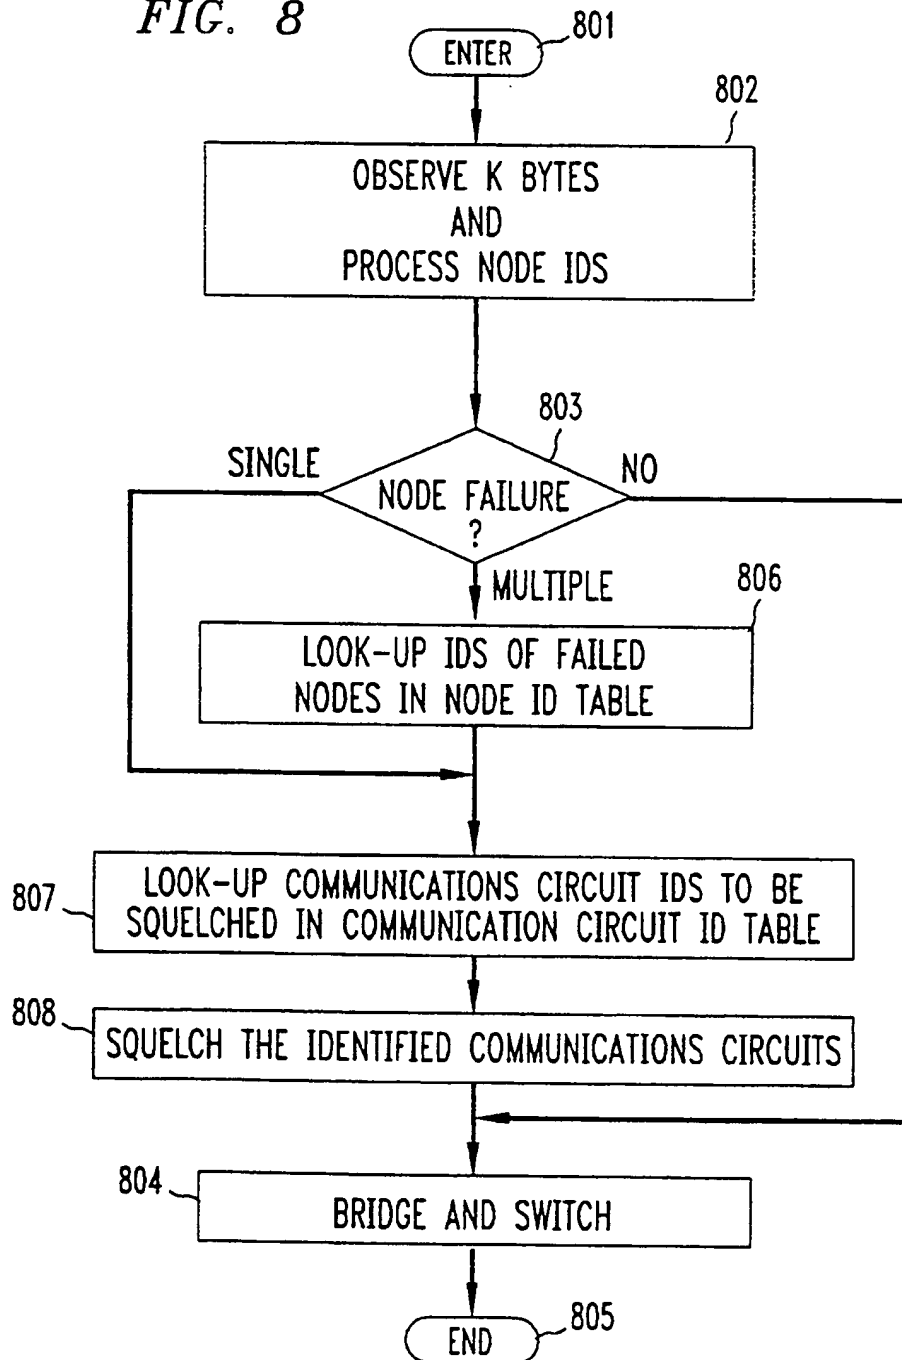 FIG. 8
ENTER
801
802
OBSERVE K BYTES
AND
PROCESS NODE IDS
803
SINGLE
NO
NODE FAILURE
?
MULTIPLE
806
LOOK-UP IDS OF FAILED
NODES IN NODE ID TABLE
807
LOOK-UP COMMUNICATIONS CIRCUIT IDS TO BE
SQUELCHED IN COMMUNICATION CIRCUIT ID TABLE
808
SQUELCH THE IDENTIFIED COMMUNICATIONS CIRCUITS
804
BRIDGE AND SWITCH
END
805